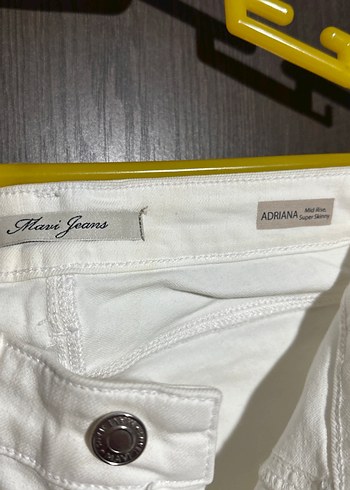 Mavi Jeans
ADRIANA
Mid Rise,
Super Skinny